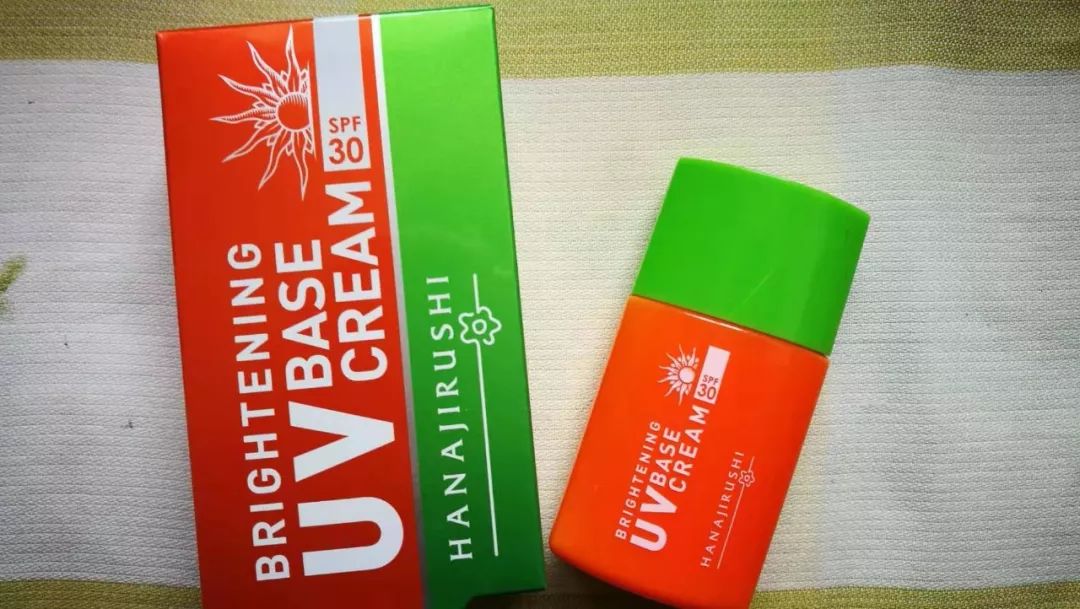 BRIGHTENING
UV BASE
CREAM
SPF
30
HANAJIRUSHI
BRIGHTENING
UV BASE
CREAM
SPF
30
HANAJIRUSHI